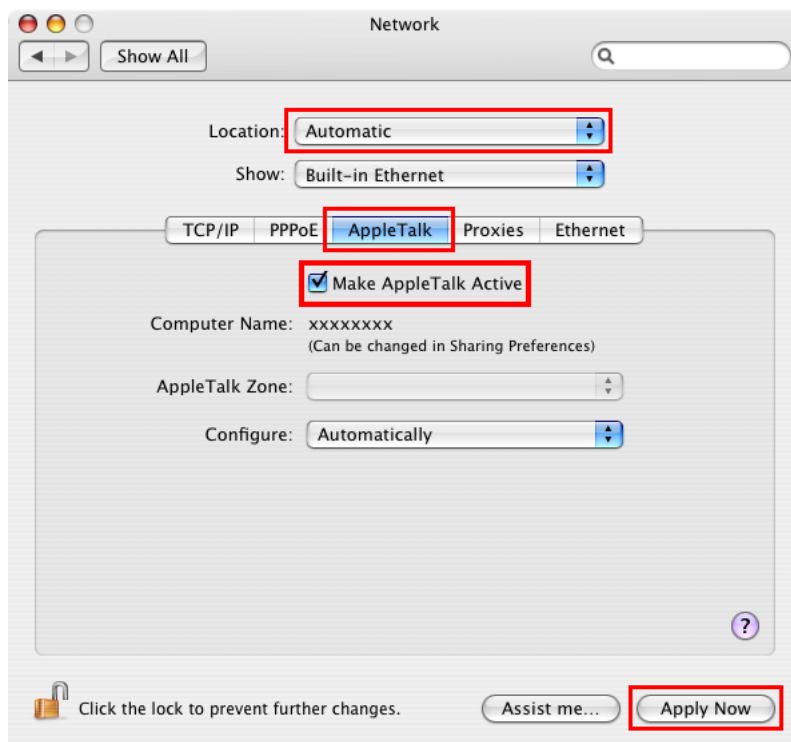 Network
Show All
Location: Automatic
Show: Built-in Ethernet
TCP/IP PPPoE AppleTalk Proxies Ethernet
Make AppleTalk Active
Computer Name: xxxxxxxx
(Can be changed in Sharing Preferences)
AppleTalk Zone:
Configure: Automatically
?
Click the lock to prevent further changes. Assist me... Apply Now